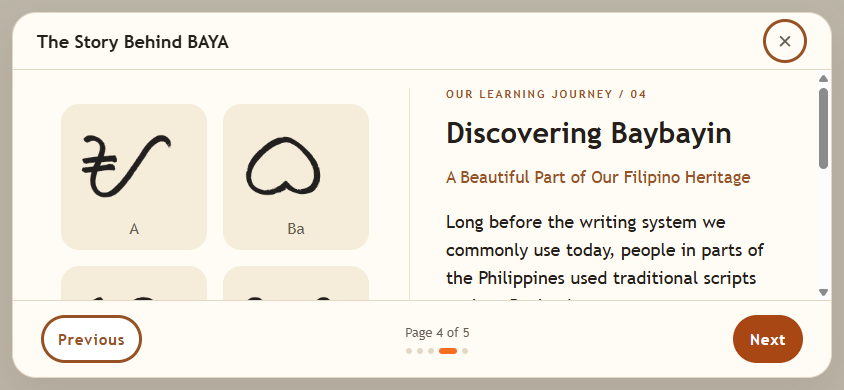 The Story Behind BAYA
ᜀ
A
ᜊ
Ba
OUR LEARNING JOURNEY / 04
Discovering Baybayin
A Beautiful Part of Our Filipino Heritage
Long before the writing system we
commonly use today, people in parts of
the Philippines used traditional scripts
Previous
Page 4 of 5
Next